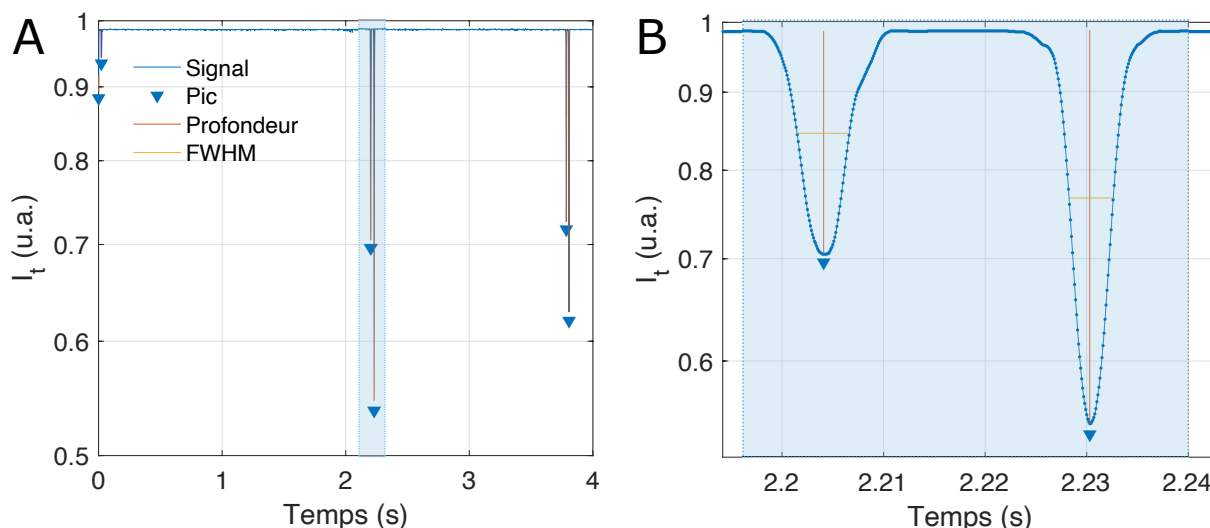 A
1
0.9
0.8
0.7
0.6
0.5
I_t (u.a.)
Signal
Pic
Profondeur
FWHM
0 1 2 3 4
Temps (s)
B
1
0.9
0.8
0.7
0.6
I_t (u.a.)
2.2 2.21 2.22 2.23 2.24
Temps (s)